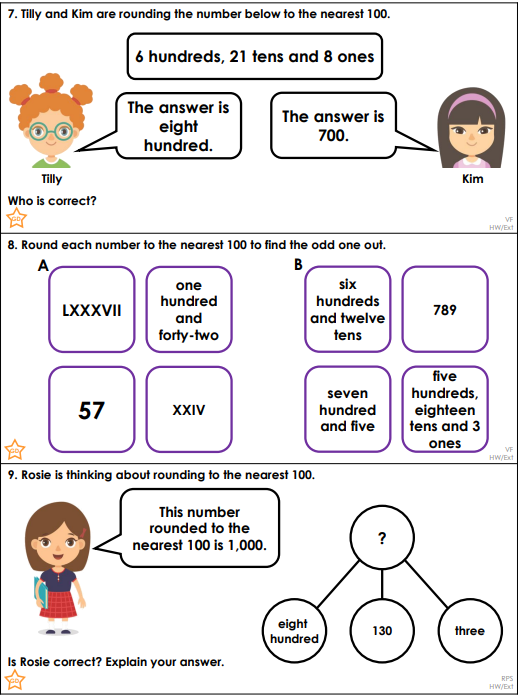 7. Tilly and Kim are rounding the number below to the nearest 100.
6 hundreds, 21 tens and 8 ones
The answer is
eight
hundred.
The answer is
700.
Tilly
Kim
Who is correct?
GD
VF
HW/Ext
8. Round each number to the nearest 100 to find the odd one out.
A
LXXXVII
one
hundred
and
forty-two
57
XXIV
B
six
hundreds
and twelve
tens
789
seven
hundred
and five
five
hundreds,
eighteen
tens and 3
ones
GD
VF
HW/Ext
9. Rosie is thinking about rounding to the nearest 100.
This number
rounded to the
nearest 100 is 1,000.
?
eight
hundred
130
three
Is Rosie correct? Explain your answer.
GD
RPS
HW/Ext